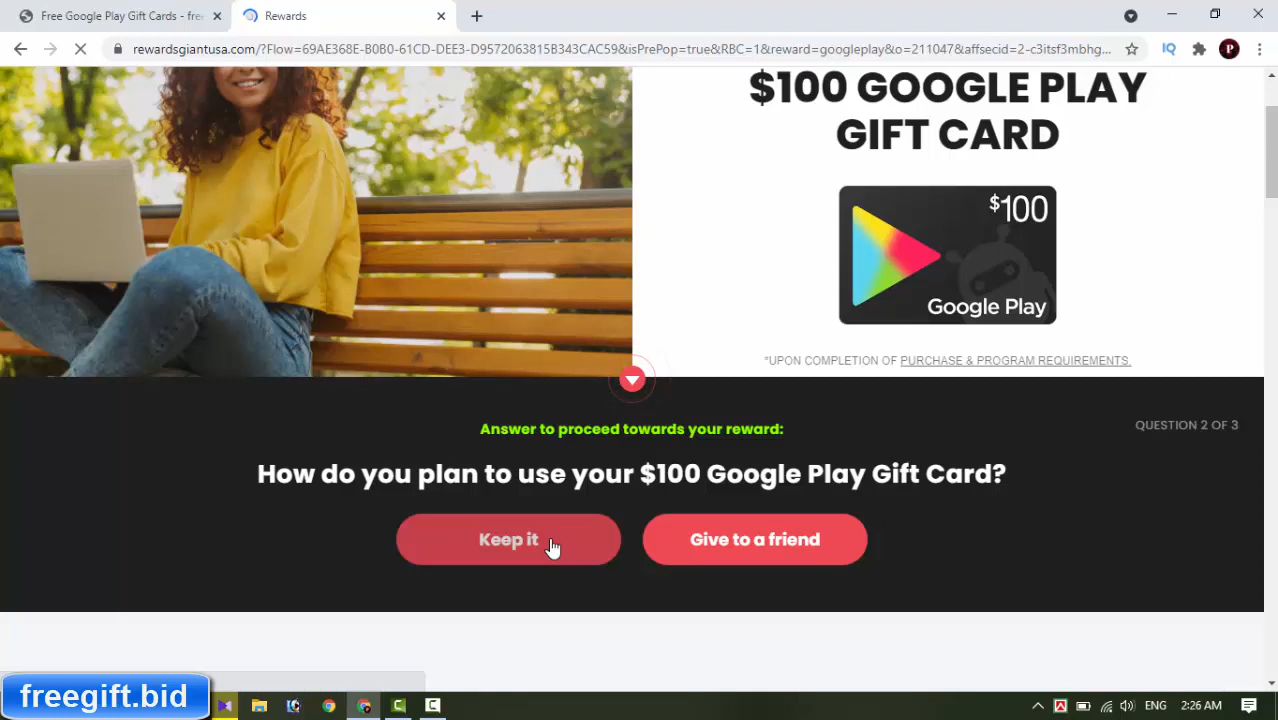 Free Google Play Gift Cards - fre
Rewards
rewardsgiantusa.com/?Flow=69AE368E-B0B0-61CD-DEE3-D9572063815B343CAC59&isPrePop=true&RBC=1&reward=googleplay&o=211047&affsecid=2-c3itsf3mbhg...
IQ
P
$100 GOOGLE PLAY
GIFT CARD
$100
Google Play
*UPON COMPLETION OF PURCHASE & PROGRAM REQUIREMENTS.
Answer to proceed towards your reward:
QUESTION 2 OF 3
How do you plan to use your $100 Google Play Gift Card?
Keep it
Give to a friend
freegift.bid
ENG
2:26 AM